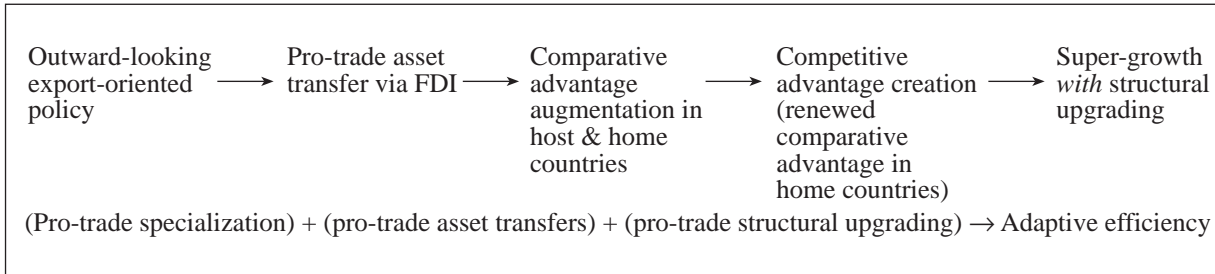 Outward-looking
export-oriented
policy
Pro-trade asset
transfer via FDI
Comparative
advantage
augmentation in
host & home
countries
Competitive
advantage creation
(renewed
comparative
advantage in
home countries)
Super-growth
with structural
upgrading
(Pro-trade specialization) + (pro-trade asset transfers) + (pro-trade structural upgrading) → Adaptive efficiency